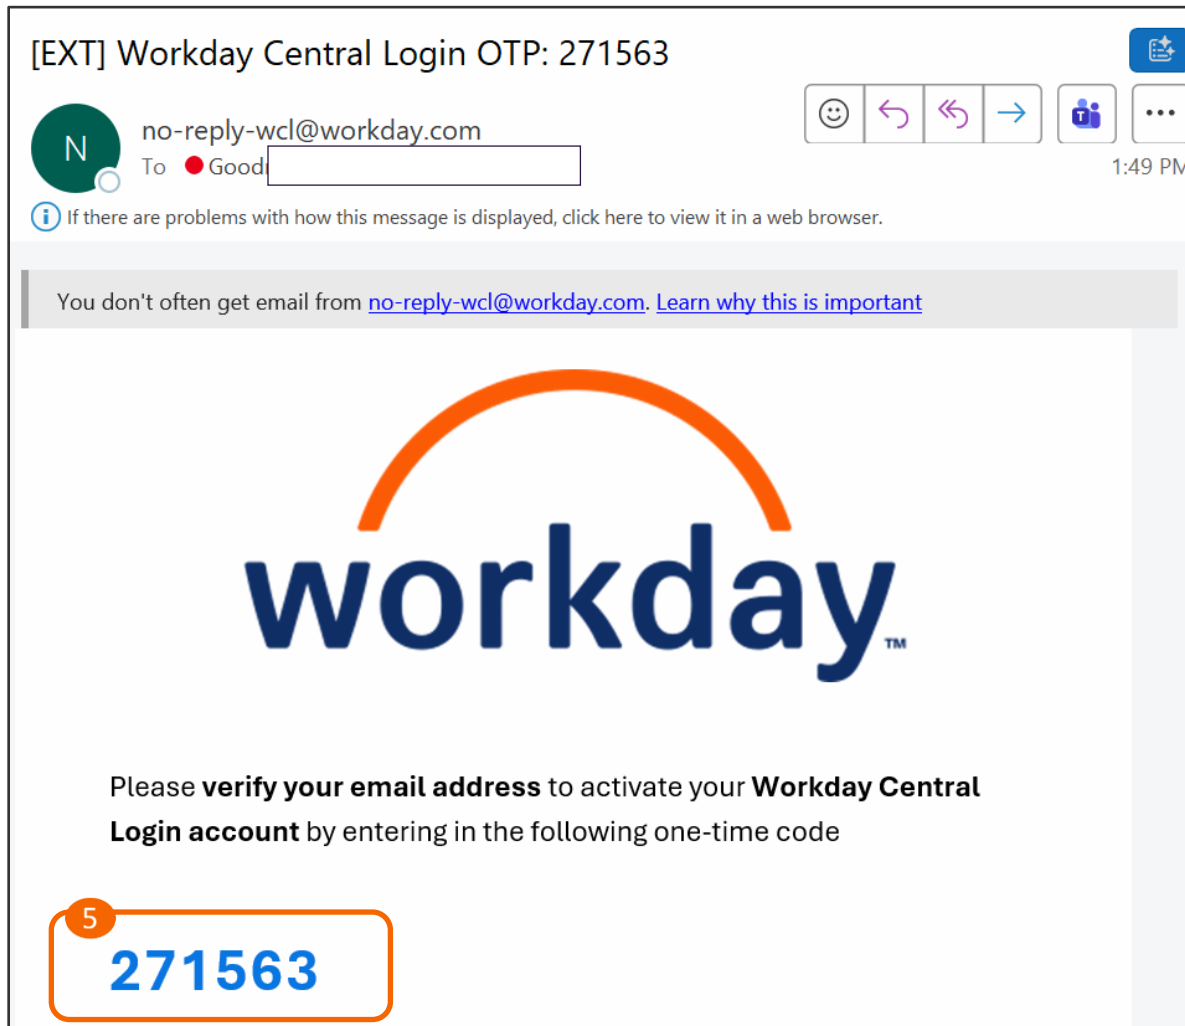 [EXT] Workday Central Login OTP: 271563
N
no-reply-wcl@workday.com
To Good
1:49 PM
If there are problems with how this message is displayed, click here to view it in a web browser.
You don't often get email from no-reply-wcl@workday.com. Learn why this is important
workday™
Please verify your email address to activate your Workday Central
Login account by entering in the following one-time code
5
271563